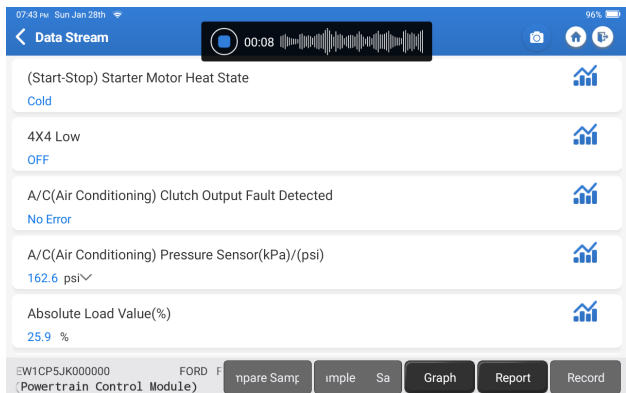 07:43 PM Sun Jan 28th
96%
Data Stream
00:08
(Start-Stop) Starter Motor Heat State
Cold
4X4 Low
OFF
A/C(Air Conditioning) Clutch Output Fault Detected
No Error
A/C(Air Conditioning) Pressure Sensor(kPa)/(psi)
162.6 psi
Absolute Load Value(%)
25.9 %
EW1CP5JK000000 FORD F
(Powertrain Control Module)
mpare Samp
imple Sa
Graph
Report
Record